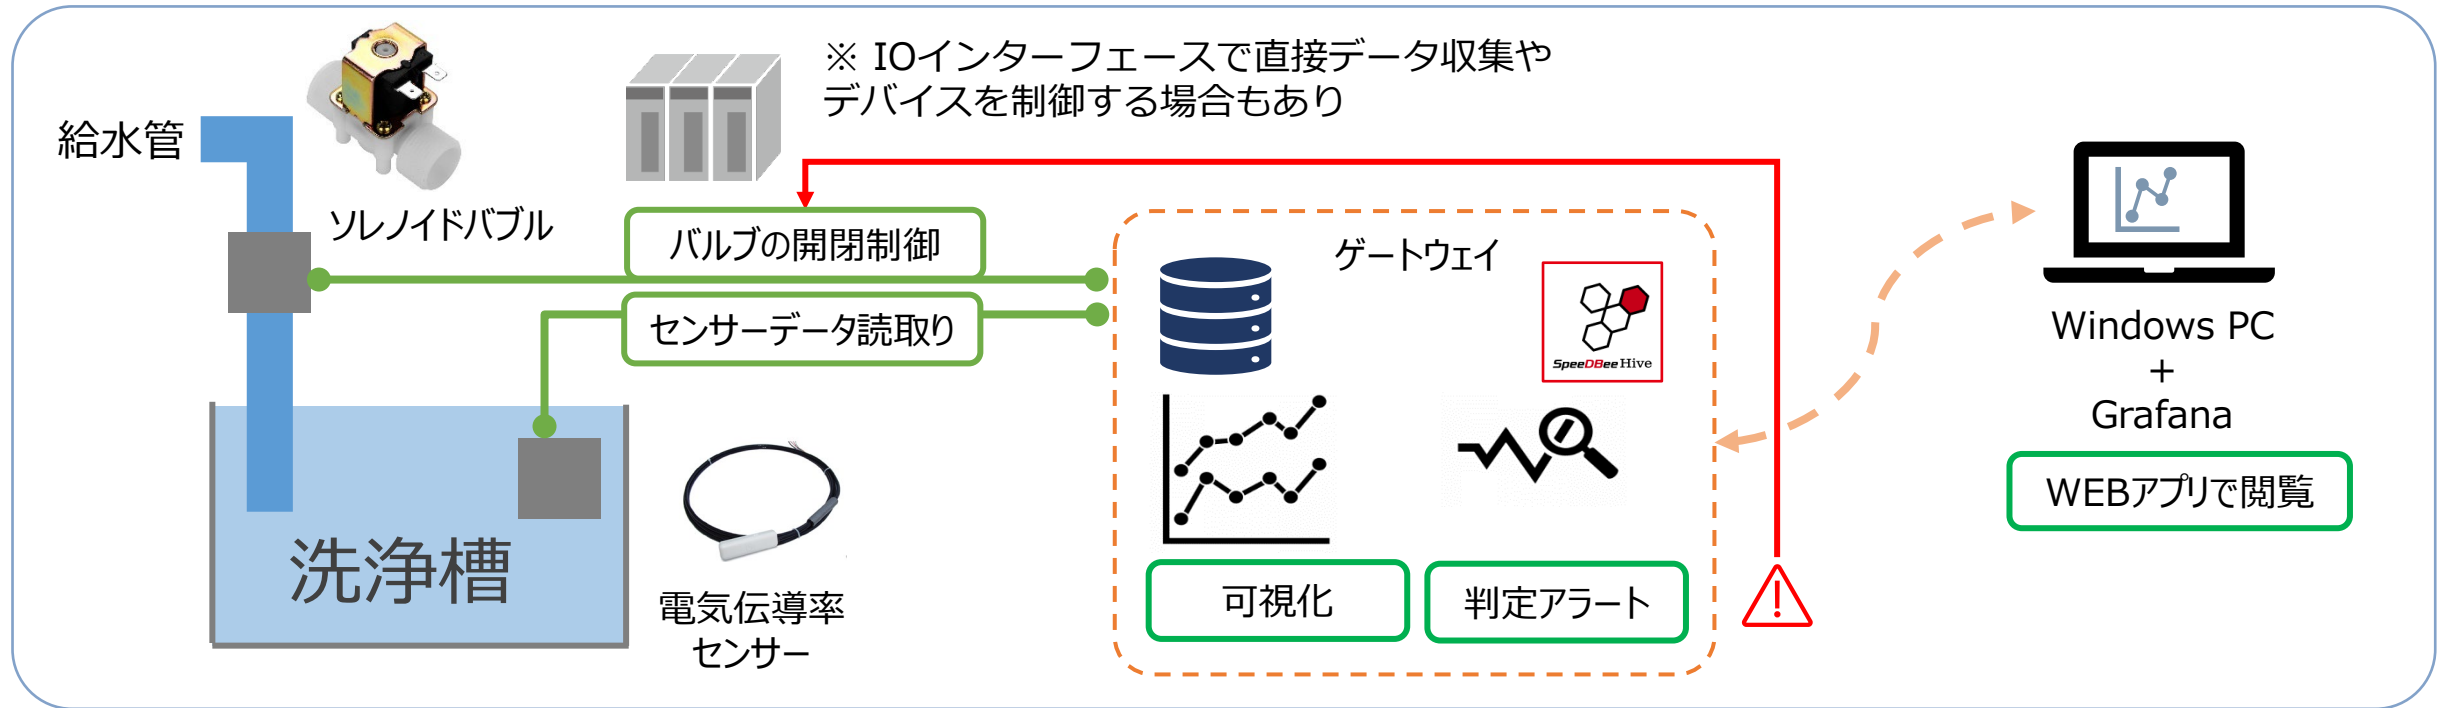 ※ IOインターフェースで直接データ収集や
デバイスを制御する場合もあり
給水管
ソレノイドバブル
バルブの開閉制御
センサーデータ読取り
ゲートウェイ
SpeeDBee Hive
Windows PC
+
Grafana
WEBアプリで閲覧
洗浄槽
電気伝導率
センサー
可視化
判定アラート